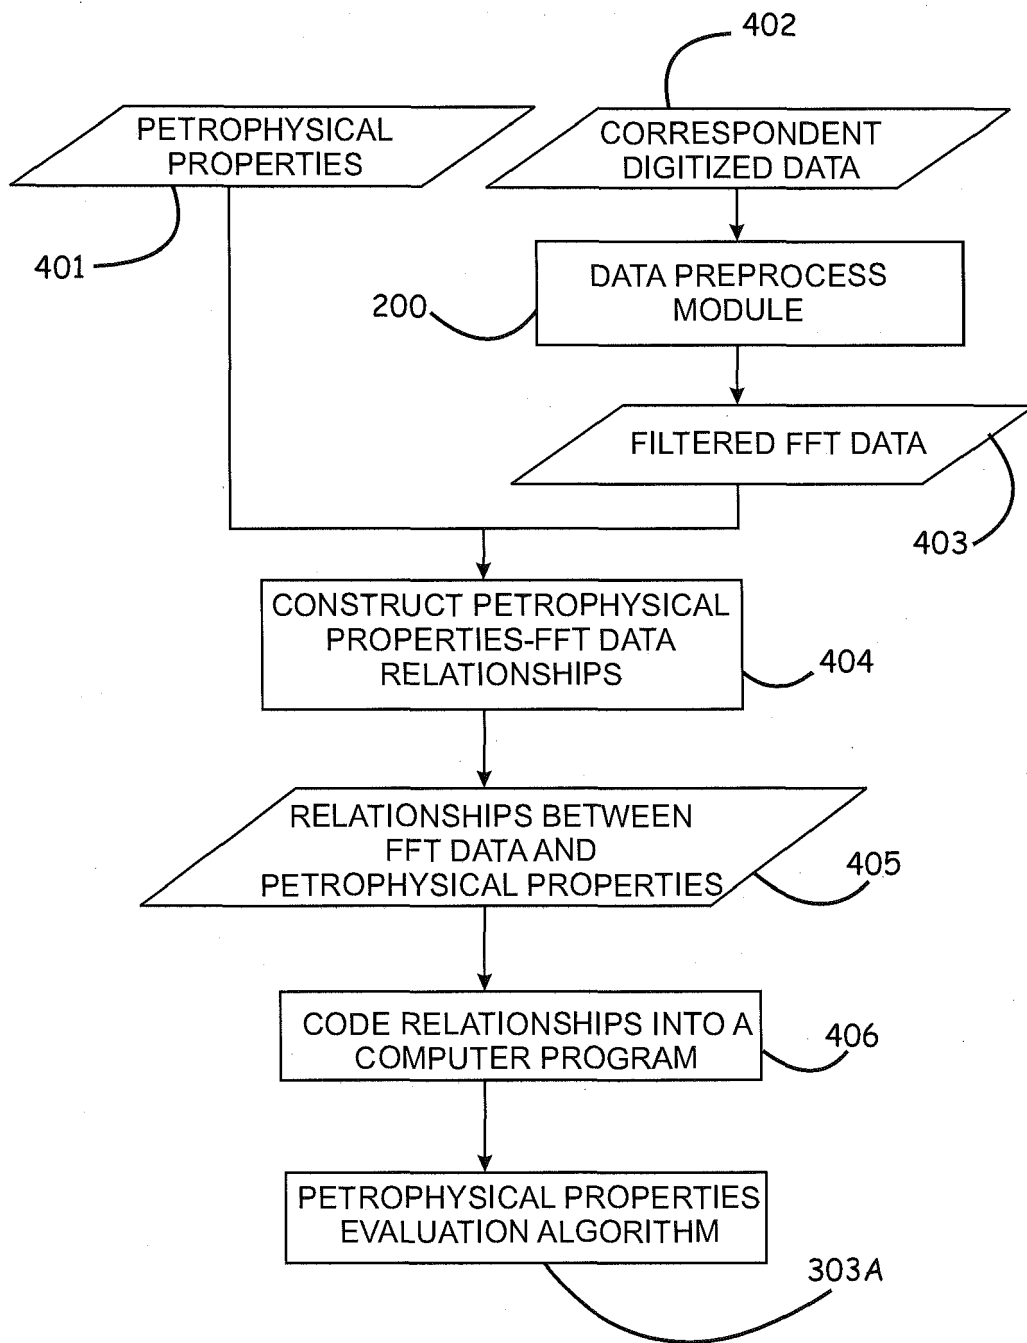 402
PETROPHYSICAL
PROPERTIES
CORRESPONDENT
DIGITIZED DATA
401
DATA PREPROCESS
MODULE
200
FILTERED FFT DATA
403
CONSTRUCT PETROPHYSICAL
PROPERTIES-FFT DATA
RELATIONSHIPS
404
RELATIONSHIPS BETWEEN
FFT DATA AND
PETROPHYSICAL PROPERTIES
405
CODE RELATIONSHIPS INTO A
COMPUTER PROGRAM
406
PETROPHYSICAL PROPERTIES
EVALUATION ALGORITHM
303A